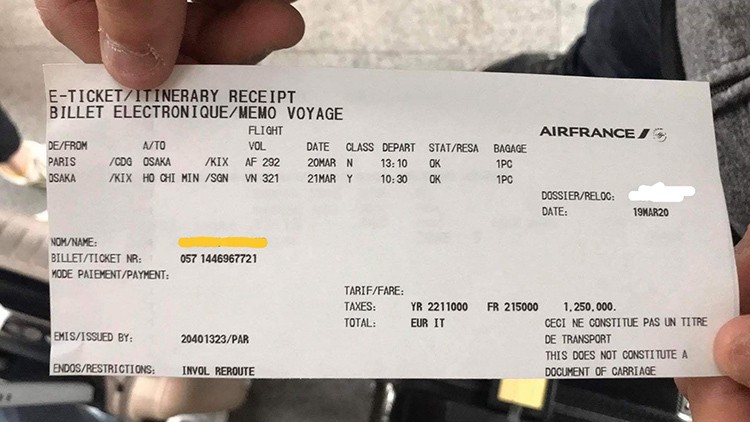 E-TICKET/ITINERARY RECEIPT
BILLET ELECTRONIQUE/MEMO VOYAGE
AIRFRANCE
FLIGHT
DE/FROM A/TO VOL DATE CLASS DEPART STAT/RESA BAGAGE
PARIS /CDG OSAKA /KIX AF 292 20MAR N 13:10 OK 1PC
OSAKA /KIX HO CHI MIN /SGN VN 321 21MAR Y 10:30 OK 1PC
DOSSIER/RELOC:
DATE: 19MAR20
NOM/NAME:
BILLET/TICKET NR: 057 1446967721
MODE PAIEMENT/PAYMENT:
TARIF/FARE:
TAXES: YR 2211000 FR 215000 1,250,000.
TOTAL: EUR IT
CECI NE CONSTITUE PAS UN TITRE
DE TRANSPORT
THIS DOES NOT CONSTITUTE A
DOCUMENT OF CARRIAGE
EMIS/ISSUED BY: 20401323/PAR
ENDOS/RESTRICTIONS: INVOL REROUTE